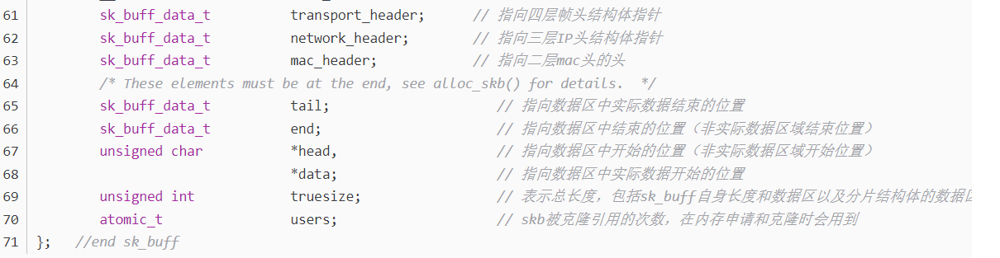 61 sk_buff_data_t transport_header; // 指向四层帧头结构体指针
62 sk_buff_data_t network_header; // 指向三层IP头结构体指针
63 sk_buff_data_t mac_header; // 指向二层mac头的头
64 /* These elements must be at the end, see alloc_skb() for details. */
65 sk_buff_data_t tail; // 指向数据区中实际数据结束的位置
66 sk_buff_data_t end; // 指向数据区中结束的位置（非实际数据区域结束位置）
67 unsigned char *head, // 指向数据区中开始的位置（非实际数据区域开始位置）
68 *data; // 指向数据区中实际数据开始的位置
69 unsigned int truesize; // 表示总长度，包括sk_buff自身长度和数据区以及分片结构体的数据区
70 atomic_t users; // skb被克隆引用的次数，在内存申请和克隆时会用到
71 }; //end sk_buff